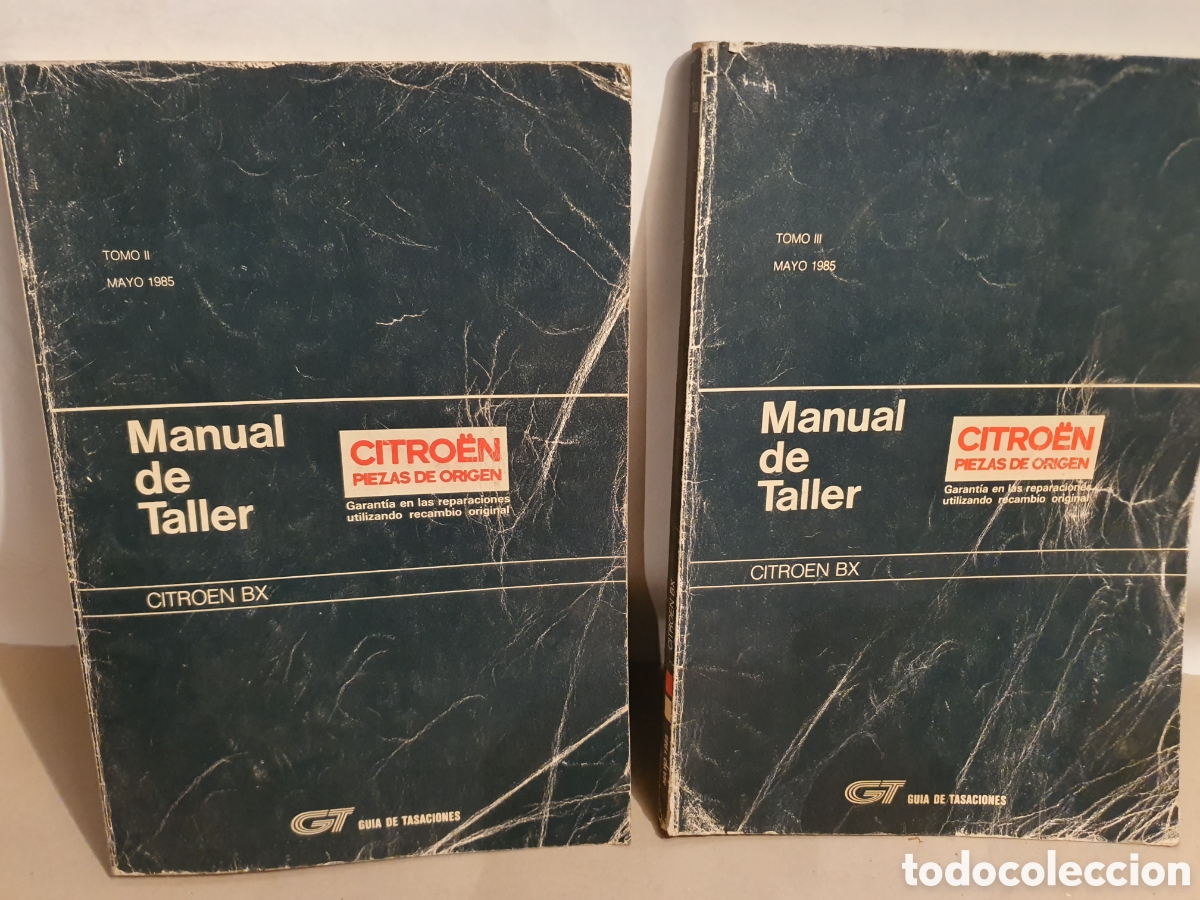 TOMO II
MAYO 1985
Manual
de
Taller
CITROËN
PIEZAS DE ORIGEN
Garantía en las reparaciones
utilizando recambio original
CITROEN BX
GT GUIA DE TASACIONES
TOMO III
MAYO 1985
Manual
de
Taller
CITROËN
PIEZAS DE ORIGEN
Garantía en las reparaciones
utilizando recambio original
CITROEN BX
GT GUIA DE TASACIONES
CITROEN BX
todocoleccion